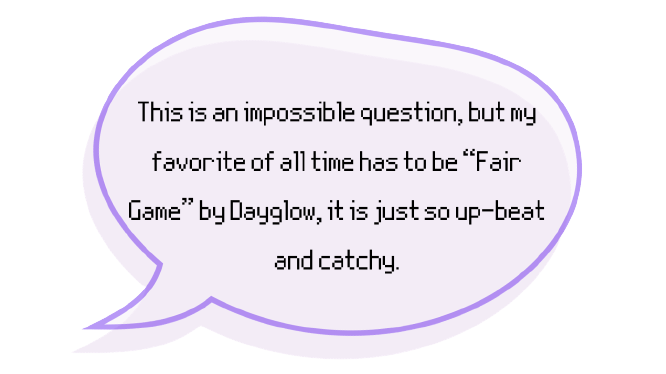 This is an impossible question, but my
favorite of all time has to be “Fair
Game” by Dayglow, it is just so up-beat
and catchy.